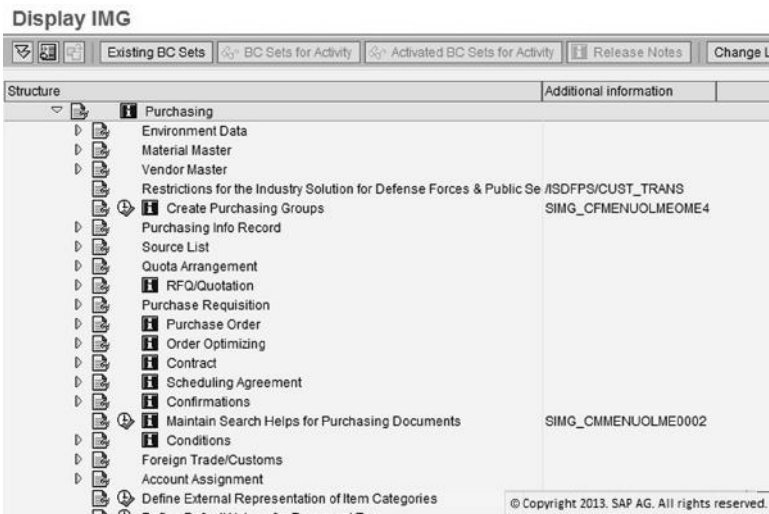 Display IMG
Existing BC Sets BC Sets for Activity Activated BC Sets for Activity Release Notes Change L
Structure Additional information
Purchasing
Environment Data
Material Master
Vendor Master
Restrictions for the Industry Solution for Defense Forces & Public Se /ISDFPS/CUST_TRANS
Create Purchasing Groups SIMG_CFMENUOLMEOME4
Purchasing Info Record
Source List
Quota Arrangement
RFQ/Quotation
Purchase Requisition
Purchase Order
Order Optimizing
Contract
Scheduling Agreement
Confirmations
Maintain Search Helps for Purchasing Documents SIMG_CMMENUOLME0002
Conditions
Foreign Trade/Customs
Account Assignment
Define External Representation of Item Categories
© Copyright 2013. SAP AG. All rights reserved.